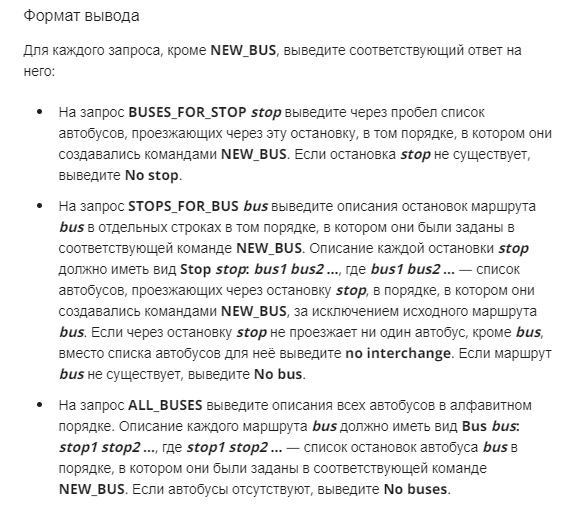 Формат вывода
Для каждого запроса, кроме NEW_BUS, выведите соответствующий ответ на
него:
• На запрос BUSES_FOR_STOP stop выведите через пробел список
автобусов, проезжающих через эту остановку, в том порядке, в котором они
создавались командами NEW_BUS. Если остановка stop не существует,
выведите No stop.
• На запрос STOPS_FOR_BUS bus выведите описания остановок маршрута
bus в отдельных строках в том порядке, в котором они были заданы в
соответствующей команде NEW_BUS. Описание каждой остановки stop
должно иметь вид Stop stop: bus1 bus2 ..., где bus1 bus2 ... — список
автобусов, проезжающих через остановку stop, в порядке, в котором они
создавались командами NEW_BUS, за исключением исходного маршрута
bus. Если через остановку stop не проезжает ни один автобус, кроме bus,
вместо списка автобусов для неё выведите no interchange. Если маршрут
bus не существует, выведите No bus.
• На запрос ALL_BUSES выведите описания всех автобусов в алфавитном
порядке. Описание каждого маршрута bus должно иметь вид Bus bus:
stop1 stop2 ..., где stop1 stop2 ... — список остановок автобуса bus в
порядке, в котором они были заданы в соответствующей команде
NEW_BUS. Если автобусы отсутствуют, выведите No buses.